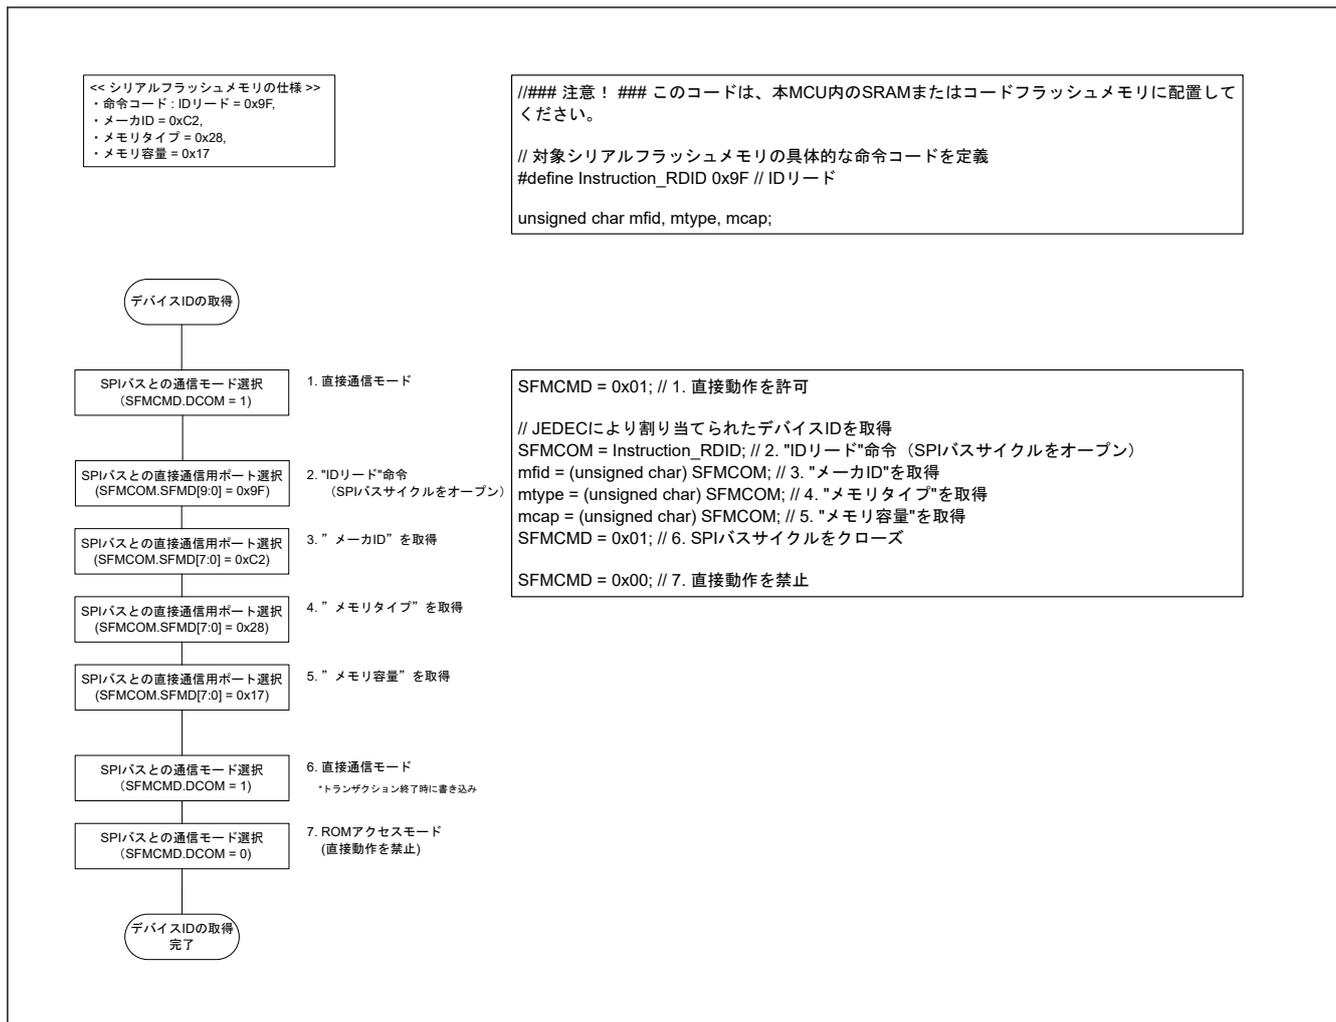 << シリアルフラッシュメモリの仕様 >>
・命令コード : IDリード = 0x9F,
・メーカID = 0xC2,
・メモリタイプ = 0x28,
・メモリ容量 = 0x17
//### 注意！ ### このコードは、本MCU内のSRAMまたはコードフラッシュメモリに配置して
ください。
// 対象シリアルフラッシュメモリの具体的な命令コードを定義
#define Instruction_RDID 0x9F // IDリード
unsigned char mfid, mtype, mcap;
デバイスIDの取得
SPIバスとの通信モード選択
（SFMCMD.DCOM = 1)
1. 直接通信モード
SPIバスとの直接通信用ポート選択
(SFMCOM.SFMD[9:0] = 0x9F)
2. "IDリード"命令
（SPIバスサイクルをオープン）
SPIバスとの直接通信用ポート選択
(SFMCOM.SFMD[7:0] = 0xC2)
3. ”メーカID”を取得
SPIバスとの直接通信用ポート選択
(SFMCOM.SFMD[7:0] = 0x28)
4. ”メモリタイプ”を取得
SPIバスとの直接通信用ポート選択
(SFMCOM.SFMD[7:0] = 0x17)
5. ”メモリ容量”を取得
SPIバスとの通信モード選択
（SFMCMD.DCOM = 1)
6. 直接通信モード
*トランザクション終了時に書き込み
SPIバスとの通信モード選択
（SFMCMD.DCOM = 0)
7. ROMアクセスモード
(直接動作を禁止)
デバイスIDの取得
完了
SFMCMD = 0x01; // 1. 直接動作を許可
// JEDECにより割り当てられたデバイスIDを取得
SFMCOM = Instruction_RDID; // 2. "IDリード"命令（SPIバスサイクルをオープン）
mfid = (unsigned char) SFMCOM; // 3. "メーカID"を取得
mtype = (unsigned char) SFMCOM; // 4. "メモリタイプ"を取得
mcap = (unsigned char) SFMCOM; // 5. "メモリ容量"を取得
SFMCMD = 0x01; // 6. SPIバスサイクルをクローズ
SFMCMD = 0x00; // 7. 直接動作を禁止